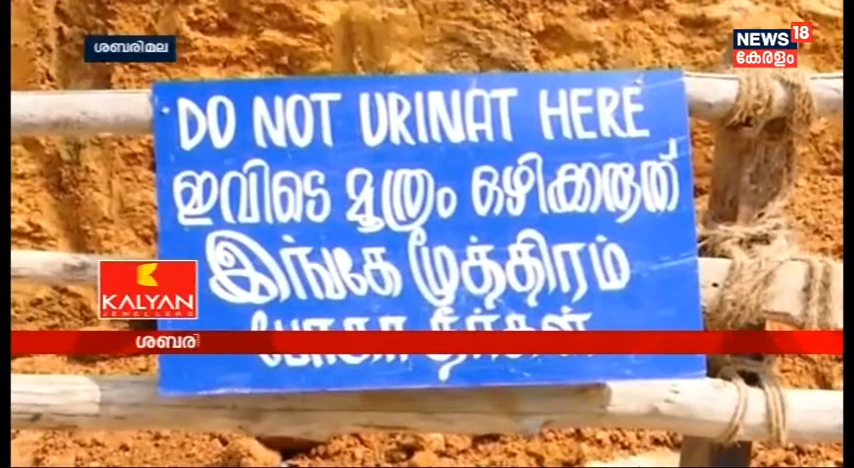 ശബരിമല
NEWS 18
കേരളം
DO NOT URINAT HERE
ഇവിടെ മൂത്രം ഒഴിക്കരുത്
இங்கே மூத்திரம்
KALYAN
JEWELLERS
ശബരി